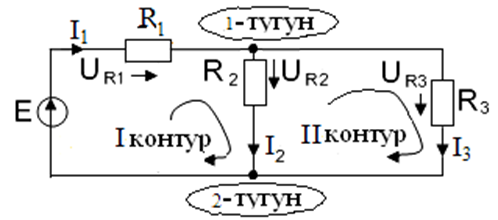 I1 R1 1-тугун
UR1 R2 UR2 UR3 R3
E I контур II контур
I2 I3
2-тугун